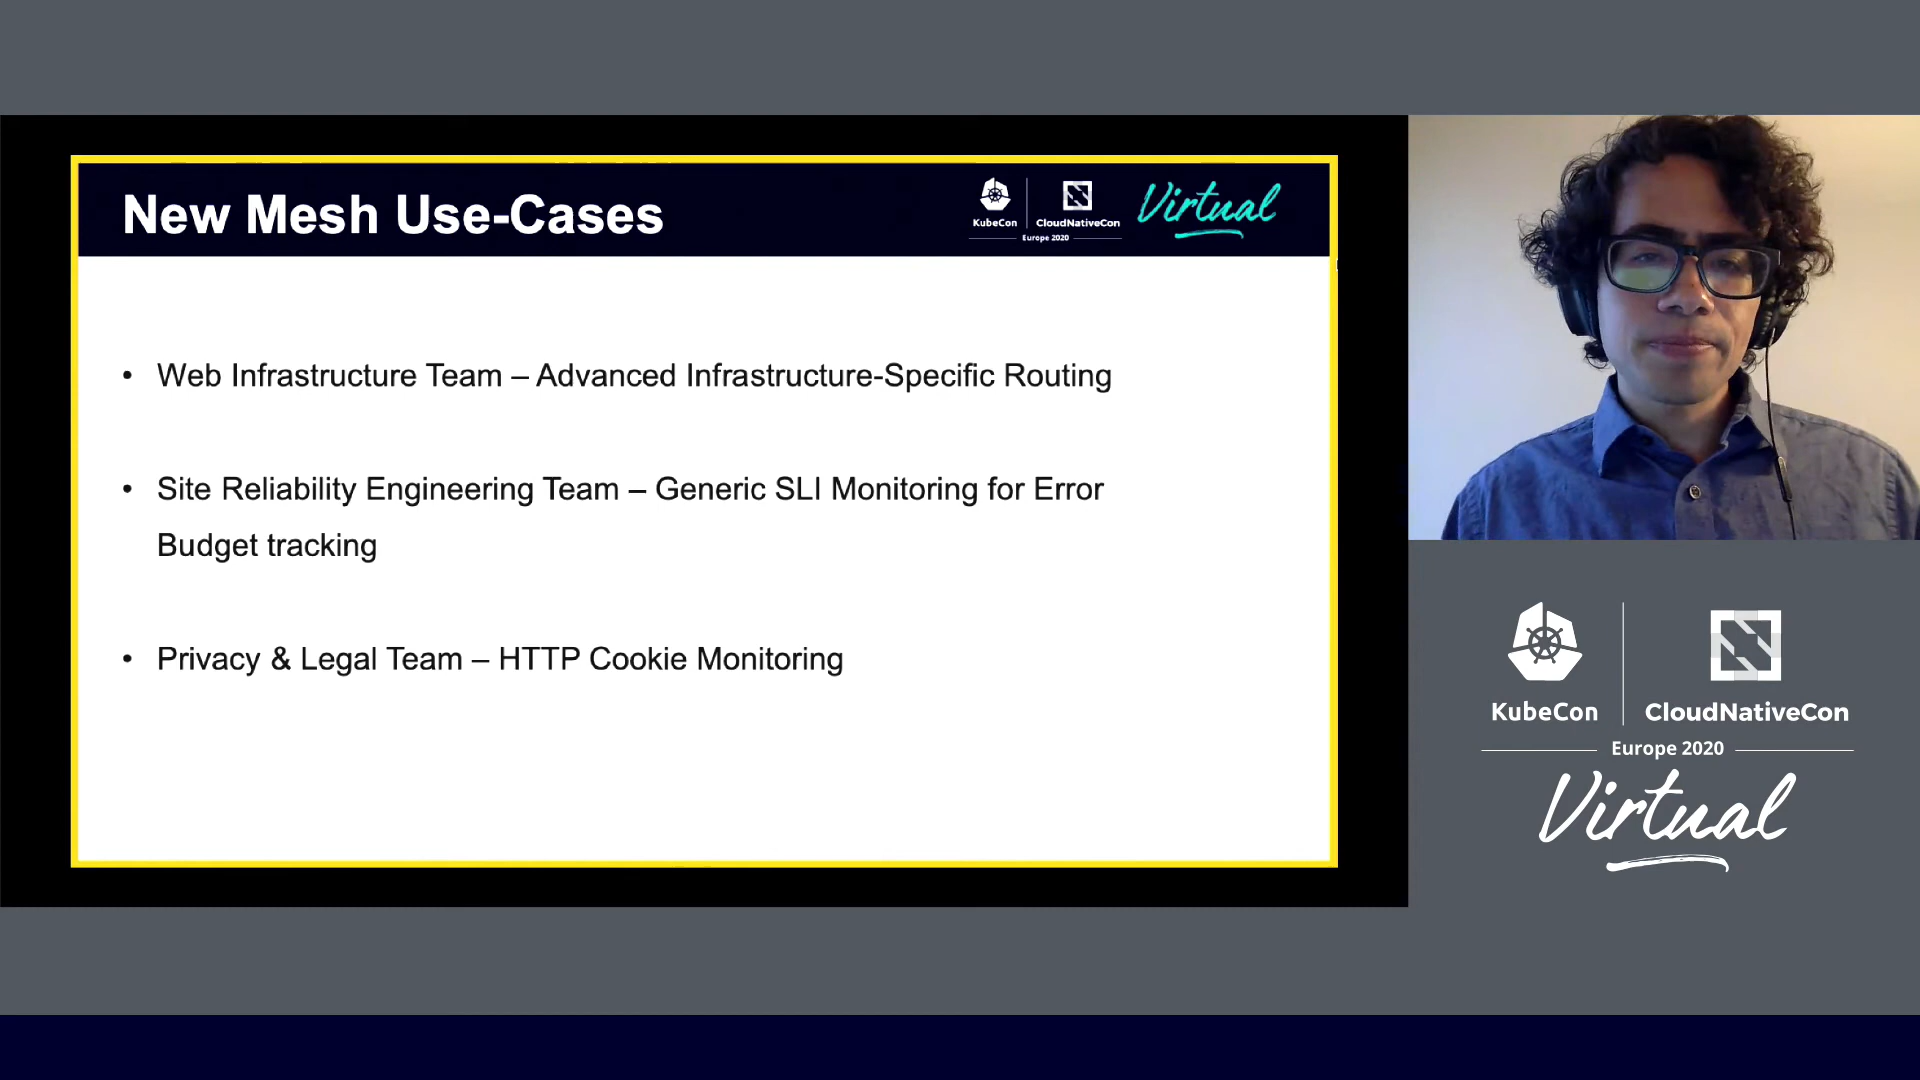 New Mesh Use-Cases
KubeCon
CloudNativeCon
Europe 2020
Virtual
• Web Infrastructure Team – Advanced Infrastructure-Specific Routing
• Site Reliability Engineering Team – Generic SLI Monitoring for Error
Budget tracking
• Privacy & Legal Team – HTTP Cookie Monitoring
KubeCon
CloudNativeCon
Europe 2020
Virtual